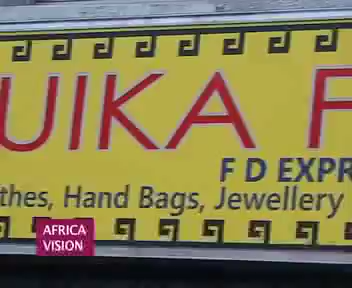 UIKA F
F D EXPR
thes, Hand Bags, Jewellery
AFRICA
VISION